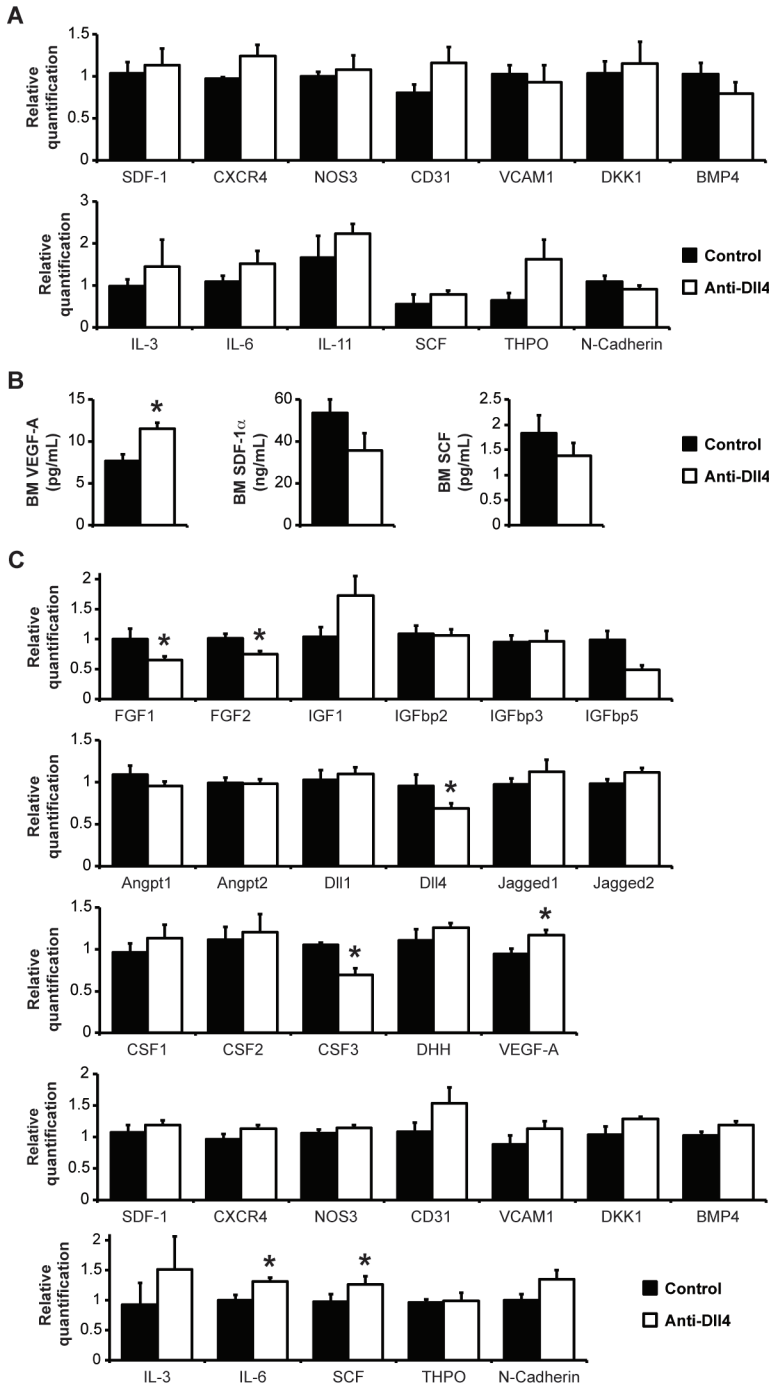 A
Relative quantification
1.5
1
0.5
0
SDF-1 CXCR4 NOS3 CD31 VCAM1 DKK1 BMP4
Relative quantification
3
2
1
0
IL-3 IL-6 IL-11 SCF THPO N-Cadherin
Control
Anti-Dll4
B
BM VEGF-A (pg/mL)
15
10
5
0
*
BM SDF-1α (ng/mL)
60
40
20
0
BM SCF (pg/mL)
2.5
2
1.5
1
0.5
0
Control
Anti-Dll4
C
Relative quantification
2
1.5
1
0.5
0
* *
FGF1 FGF2 IGF1 IGFbp2 IGFbp3 IGFbp5
Relative quantification
1.5
1
0.5
0
*
Angpt1 Angpt2 Dll1 Dll4 Jagged1 Jagged2
Relative quantification
1.5
1
0.5
0
* *
CSF1 CSF2 CSF3 DHH VEGF-A
Relative quantification
2
1.5
1
0.5
0
SDF-1 CXCR4 NOS3 CD31 VCAM1 DKK1 BMP4
Relative quantification
2
1.5
1
0.5
0
* *
IL-3 IL-6 SCF THPO N-Cadherin
Control
Anti-Dll4